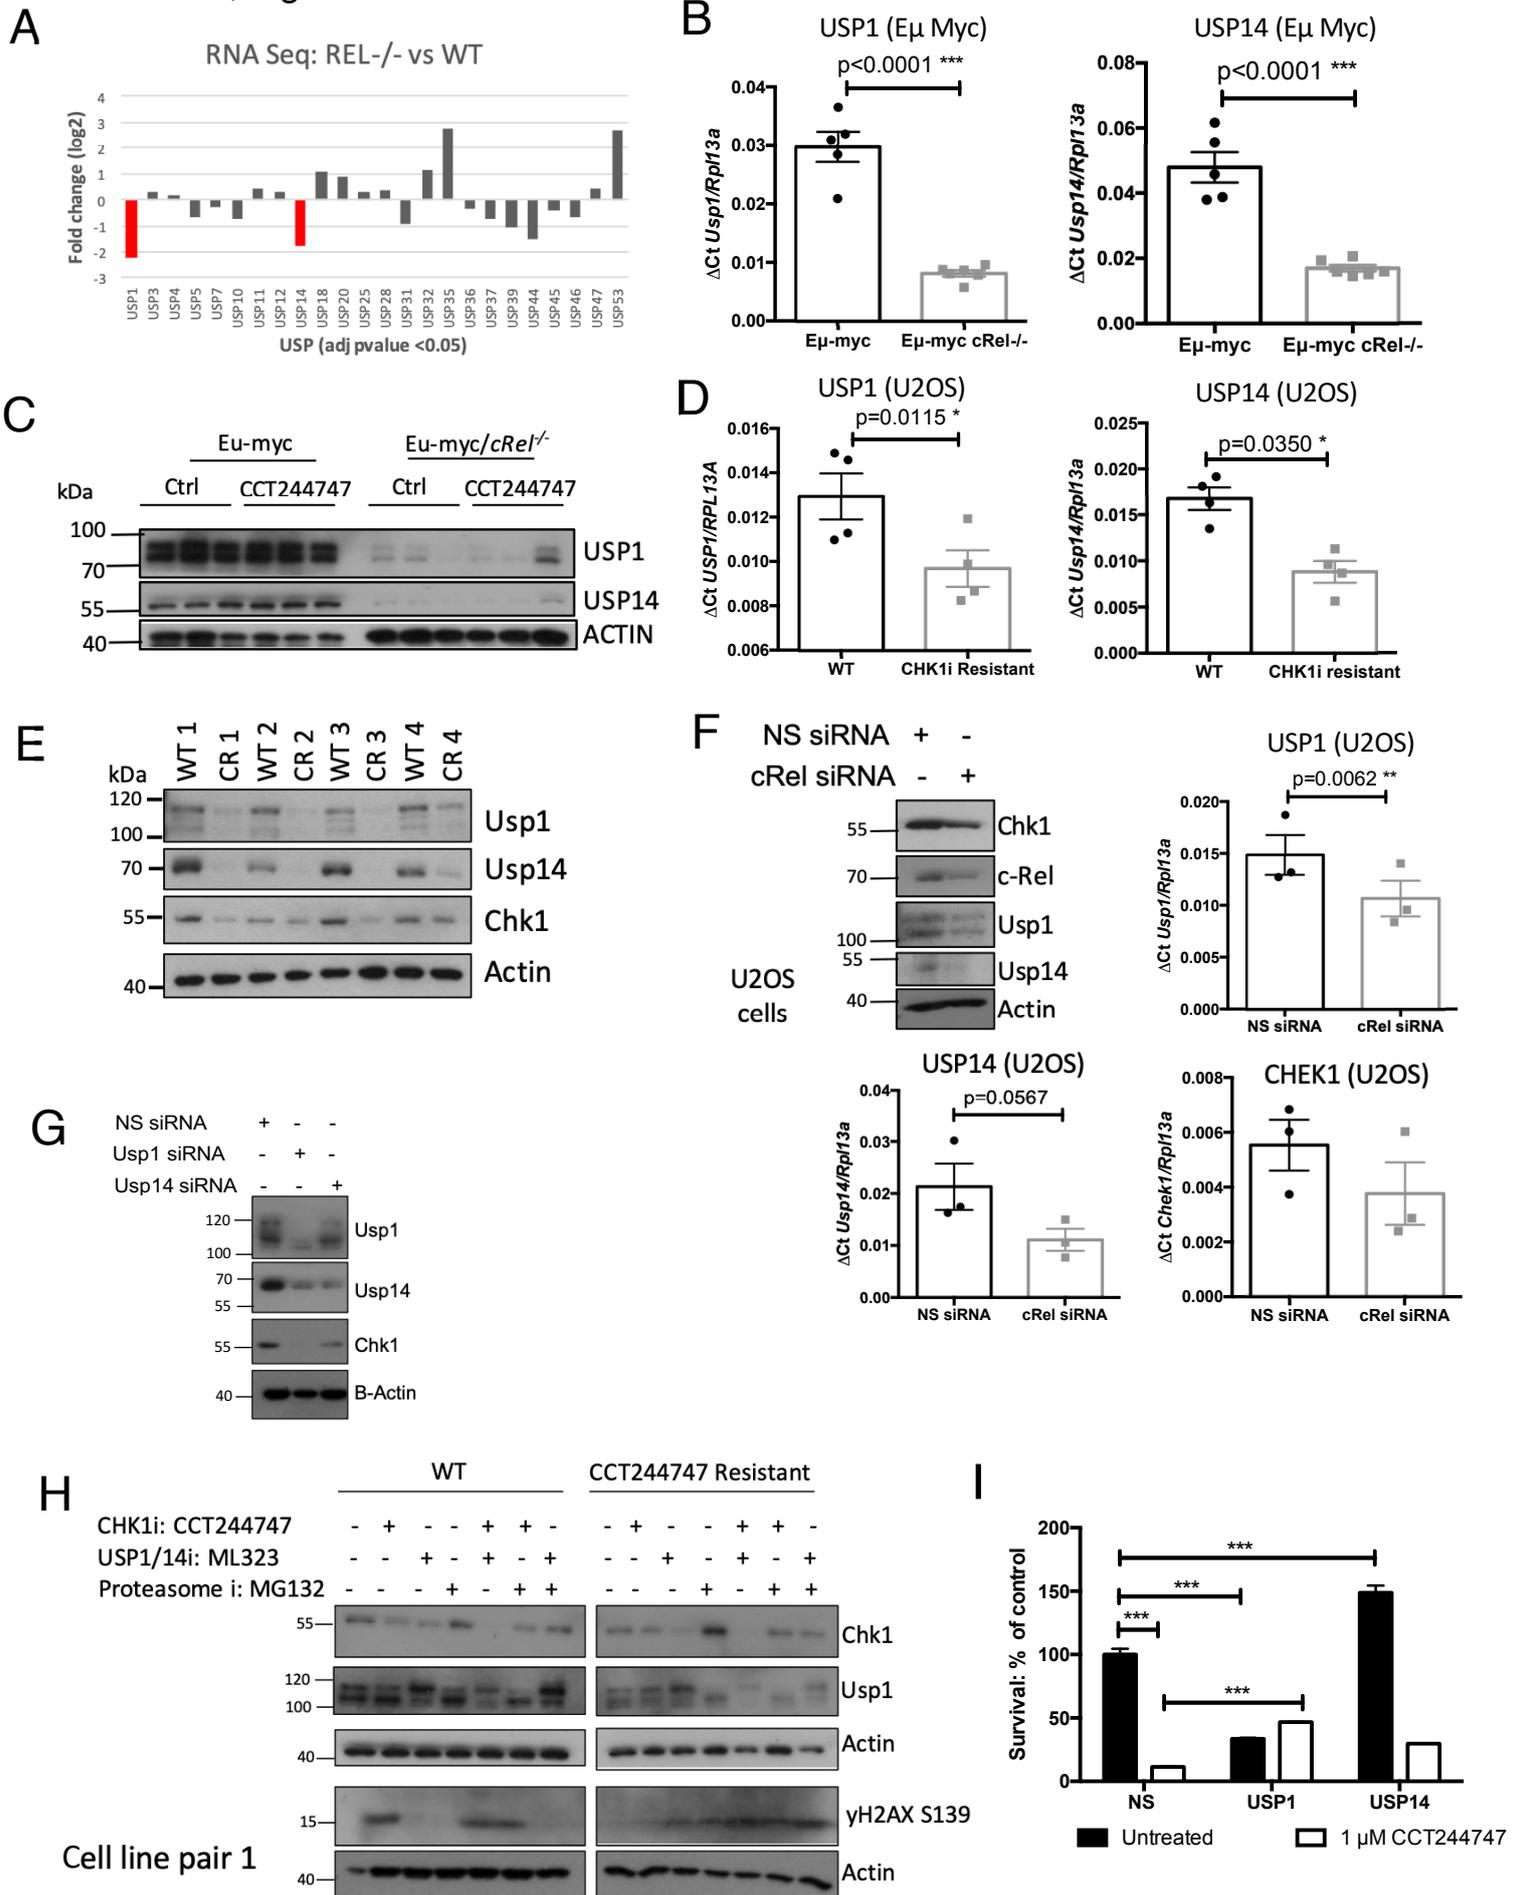 A
RNA Seq: REL-/- vs WT
Fold change (log2)
4
3
2
1
0
-1
-2
-3
USP1
USP3
USP4
USP5
USP7
USP10
USP11
USP12
USP14
USP18
USP20
USP25
USP28
USP31
USP32
USP35
USP36
USP37
USP39
USP44
USP45
USP46
USP47
USP53
USP (adj pvalue <0.05)
B
USP1 (Eµ Myc)
p<0.0001 ***
ΔCt Usp1/Rpl13a
0.04
0.03
0.02
0.01
0.00
Eµ-myc
Eµ-myc cRel-/-
USP14 (Eµ Myc)
p<0.0001 ***
ΔCt Usp14/Rpl13a
0.08
0.06
0.04
0.02
0.00
Eµ-myc
Eµ-myc cRel-/-
C
Eu-myc
Eu-myc/cRel-/-
Ctrl
CCT244747
Ctrl
CCT244747
kDa
100
70
55
40
USP1
USP14
ACTIN
D
USP1 (U2OS)
p=0.0115 *
ΔCt USP1/RPL13A
0.016
0.014
0.012
0.010
0.008
0.006
WT
CHK1i Resistant
USP14 (U2OS)
p=0.0350 *
ΔCt Usp14/Rpl13a
0.025
0.020
0.015
0.010
0.005
0.000
WT
CHK1i resistant
E
WT 1
CR 1
WT 2
CR 2
WT 3
CR 3
WT 4
CR 4
kDa
120
100
70
55
40
Usp1
Usp14
Chk1
Actin
F
NS siRNA + -
cRel siRNA - +
55
70
100
55
40
Chk1
c-Rel
Usp1
Usp14
Actin
U2OS
cells
USP1 (U2OS)
p=0.0062 **
ΔCt Usp1/Rpl13a
0.020
0.015
0.010
0.005
0.000
NS siRNA
cRel siRNA
USP14 (U2OS)
p=0.0567
ΔCt Usp14/Rpl13a
0.04
0.03
0.02
0.01
0.00
NS siRNA
cRel siRNA
CHEK1 (U2OS)
ΔCt Chek1/Rpl13a
0.008
0.006
0.004
0.002
0.000
NS siRNA
cRel siRNA
G
NS siRNA + - -
Usp1 siRNA - + -
Usp14 siRNA - - +
120
100
70
55
55
40
Usp1
Usp14
Chk1
B-Actin
H
WT
CCT244747 Resistant
CHK1i: CCT244747 - + - - + + - - + - - + + -
USP1/14i: ML323 - - + - + - + - - + - + - +
Proteasome i: MG132 - - - + - + + - - - + - + +
55
120
100
40
15
40
Chk1
Usp1
Actin
yH2AX S139
Actin
Cell line pair 1
I
Survival: % of control
200
150
100
50
0
***
***
***
***
NS
USP1
USP14
Untreated
1 µM CCT244747